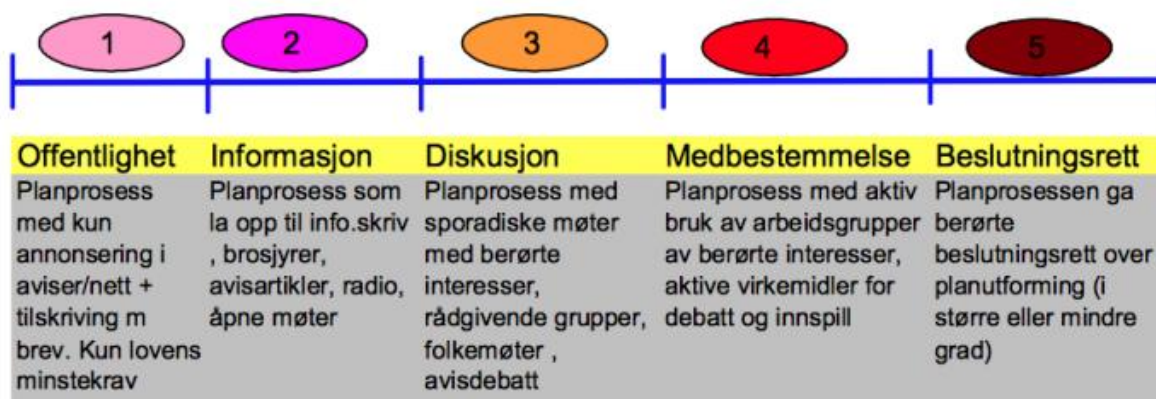 1 2 3 4 5
Offentlighet Informasjon Diskusjon Medbestemmelse Beslutningsrett
Planprosess
med kun
annonsering i
aviser/nett +
tilskriving m
brev. Kun lovens
minstekrav
Planprosess som
la opp til info.skriv
, brosjyrer,
avisartikler, radio,
åpne møter
Planprosess med
sporadiske møter
med berørte
interesser,
rådgivende grupper,
folkemøter ,
avisdebatt
Planprosess med aktiv
bruk av arbeidsgrupper
av berørte interesser,
aktive virkemidler for
debatt og innspill
Planprosessen ga
berørte
beslutningsrett over
planutforming (i
større eller mindre
grad)